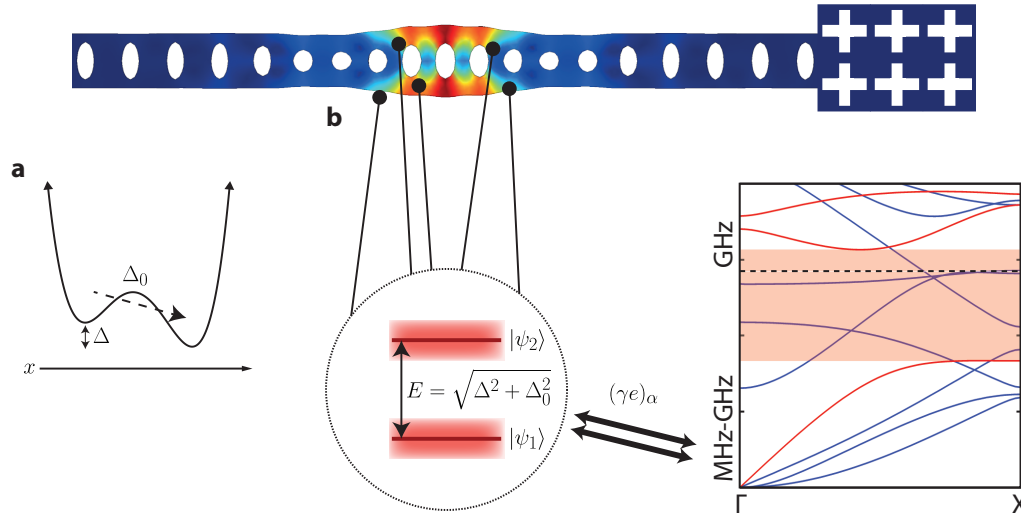 b
a
Δ₀
Δ
x
|ψ₂⟩
E = √(Δ² + Δ₀²)
|ψ₁⟩
(γe)α
GHz
MHz-GHz
Γ
X